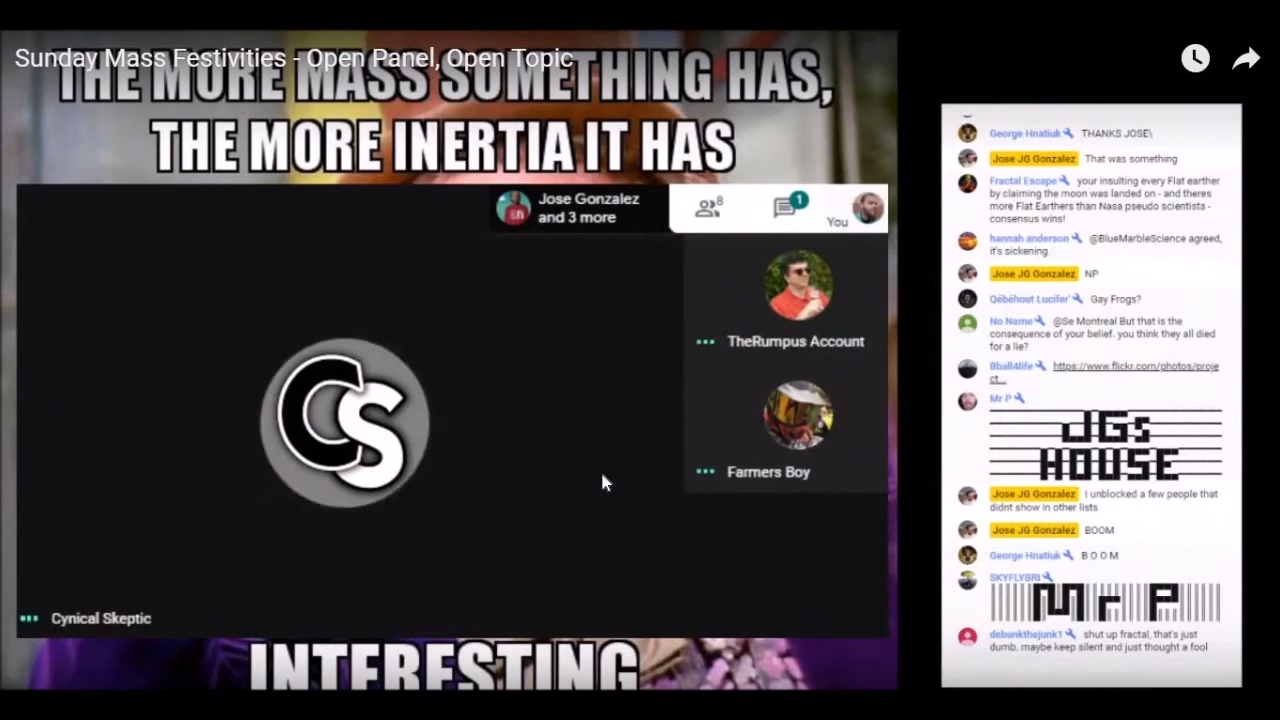 Sunday Mass Festivities - Open Panel, Open Topic
THE MORE MASS SOMETHING HAS,
THE MORE INERTIA IT HAS
Jose Gonzalez
and 3 more
8
1
You
TheRumpus Account
Farmers Boy
CS
Cynical Skeptic
INTERESTING
George Hnatiuk THANKS JOSE\
Jose JG Gonzalez That was something
Fractal Escape your insulting every Flat earther
by claiming the moon was landed on - and theres
more Flat Earthers than Nasa pseudo scientists -
consensus wins!
hannah anderson @BlueMarbleScience agreed,
it's sickening.
Jose JG Gonzalez NP
Qébéhout Lucifer' Gay Frogs?
No Name @Se Montreal But that is the
consequence of your belief. you think they all died
for a lie?
8ball4life https://www.flickr.com/photos/proje
ct...
Mr P
JGs
HOUSE
Jose JG Gonzalez I unblocked a few people that
didnt show in other lists
Jose JG Gonzalez BOOM
George Hnatiuk B O O M
SKYFLYBRI
Mr P
debunkthejunk1 shut up fractal, that's just
dumb. maybe keep silent and just thought a fool